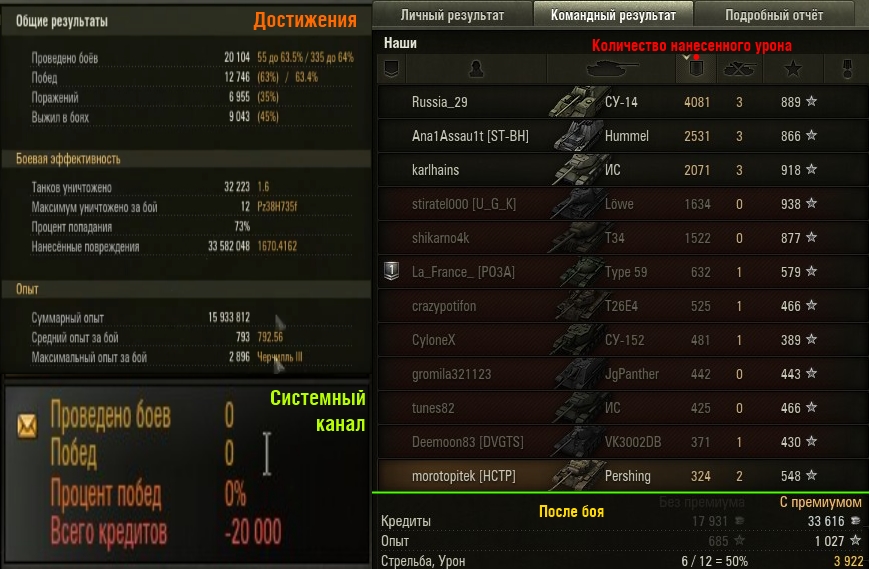 Общие результаты
Достижения
Проведено боёв 20 104 55 до 63.5% / 335 до 64%
Побед 12 746 (63%) / 63.4%
Поражений 6 955 (35%)
Выжил в боях 9 043 (45%)
Боевая эффективность
Танков уничтожено 32 223 1.6
Максимум уничтожено за бой 12 Pz38H735f
Процент попадания 73%
Нанесённые повреждения 33 582 048 1670.4162
Опыт
Суммарный опыт 15 933 812
Средний опыт за бой 793 792.56
Максимальный опыт за бой 2 896 Черчилль III
Системный
канал
Проведено боев 0
Побед 0
Процент побед 0%
Всего кредитов -20 000
Личный результат Командный результат Подробный отчёт
Наши
Количество нанесенного урона
Russia_29 СУ-14 4081 3 889
Ana1Assau1t [ST-BH] Hummel 2531 3 866
karlhains ИС 2071 3 918
stiratel000 [U_G_K] Löwe 1634 0 938
shikarno4k T34 1522 0 877
La_France_ [PO3A] Type 59 632 1 579
crazypotifon T26E4 525 1 466
CyloneX СУ-152 481 1 389
gromila321123 JgPanther 442 0 443
tunes82 ИС 425 0 466
Deemoon83 [DVGTS] VK3002DB 371 1 430
morotopitek [HCTP] Pershing 324 2 548
После боя
Без премиума С премиумом
Кредиты 17 931 33 616
Опыт 685 1 027
Стрельба, Урон 6 / 12 = 50% 3 922